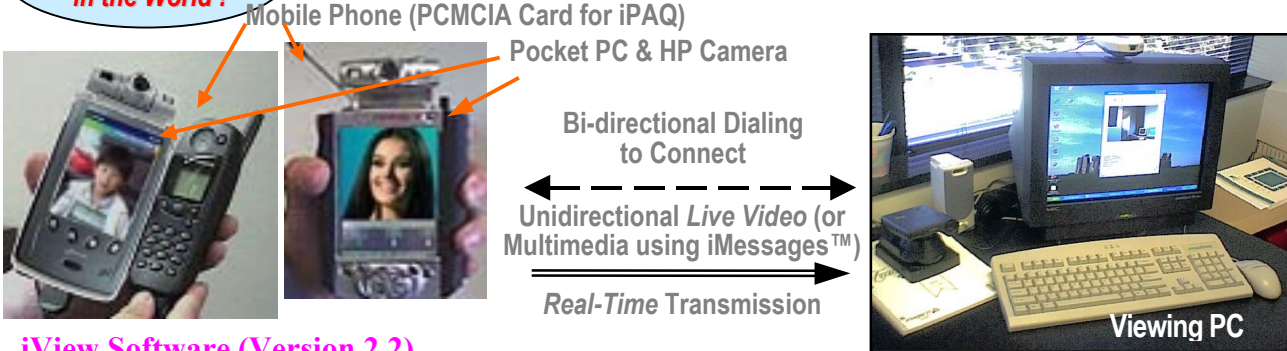 in the World !
Mobile Phone (PCMCIA Card for iPAQ)
Pocket PC & HP Camera
Bi-directional Dialing
to Connect
Unidirectional Live Video (or
Multimedia using iMessages™)
Real-Time Transmission
Viewing PC
iView Software (Version 2.2)